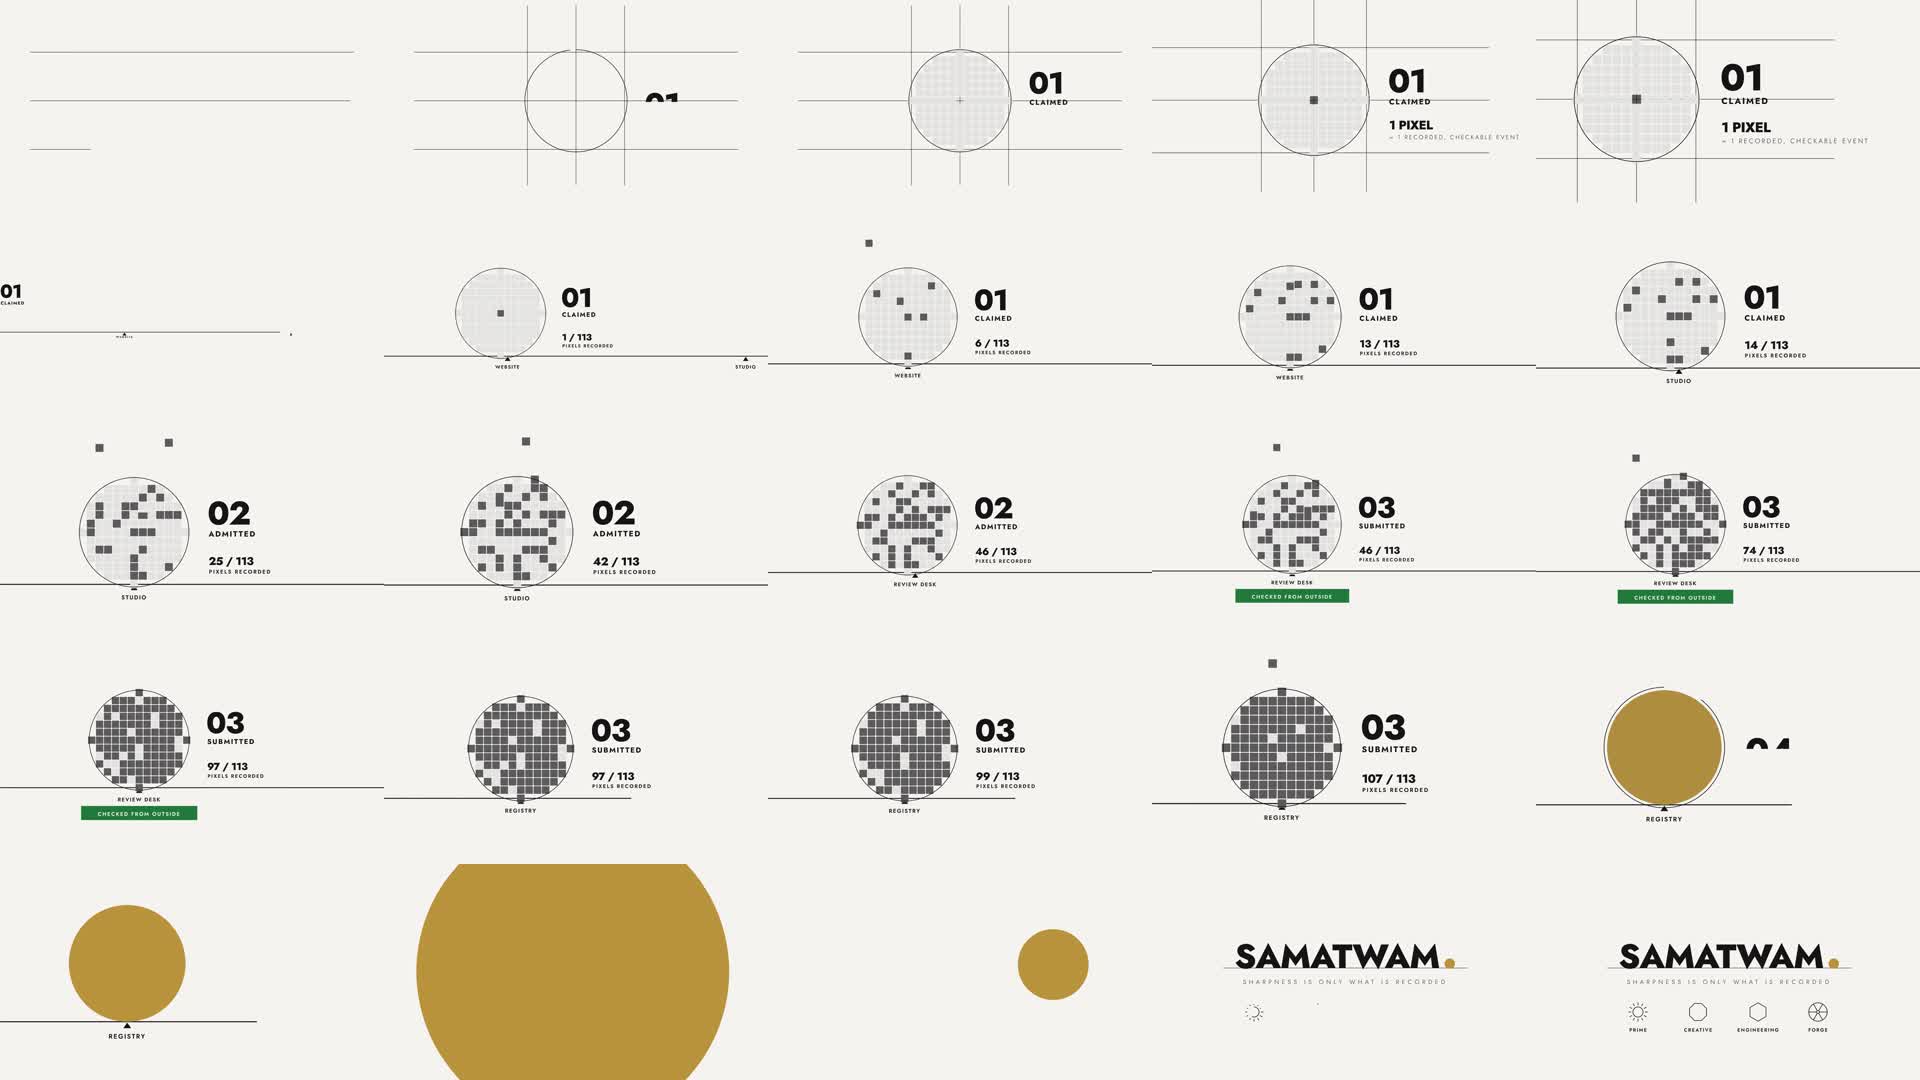 01
CLAIMED
01
CLAIMED
1 PIXEL
= 1 RECORDED, CHECKABLE EVENT
01
CLAIMED
1 PIXEL
= 1 RECORDED, CHECKABLE EVENT
01
CLAIMED
WEBSITE
01
CLAIMED
1 / 113
PIXELS RECORDED
WEBSITE
STUDIO
01
CLAIMED
6 / 113
PIXELS RECORDED
WEBSITE
01
CLAIMED
13 / 113
PIXELS RECORDED
WEBSITE
01
CLAIMED
14 / 113
PIXELS RECORDED
STUDIO
02
ADMITTED
25 / 113
PIXELS RECORDED
STUDIO
02
ADMITTED
42 / 113
PIXELS RECORDED
STUDIO
02
ADMITTED
46 / 113
PIXELS RECORDED
REVIEW DESK
03
SUBMITTED
46 / 113
PIXELS RECORDED
REVIEW DESK
CHECKED FROM OUTSIDE
03
SUBMITTED
74 / 113
PIXELS RECORDED
REVIEW DESK
CHECKED FROM OUTSIDE
03
SUBMITTED
97 / 113
PIXELS RECORDED
REVIEW DESK
CHECKED FROM OUTSIDE
03
SUBMITTED
97 / 113
PIXELS RECORDED
REGISTRY
03
SUBMITTED
99 / 113
PIXELS RECORDED
REGISTRY
03
SUBMITTED
107 / 113
PIXELS RECORDED
REGISTRY
04
REGISTRY
REGISTRY
SAMATWAM.
SHARPNESS IS ONLY WHAT IS RECORDED
SAMATWAM.
SHARPNESS IS ONLY WHAT IS RECORDED
PRIME CREATIVE ENGINEERING FORGE